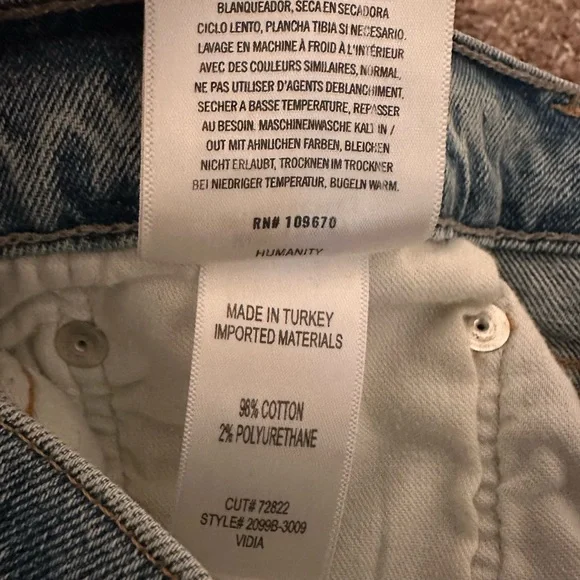 BLANQUEADOR, SECA EN SECADORA
CICLO LENTO, PLANCHA TIBIA SI NECESARIO.
LAVAGE EN MACHINE À FROID À L'INTÉRIEUR
AVEC DES COULEURS SIMILAIRES, NORMAL,
NE PAS UTILISER D'AGENTS DEBLANCHIMENT,
SECHER A BASSE TEMPERATURE, REPASSER
AU BESOIN. MASCHINENWASCHE KALT IN /
OUT MIT AHNLICHEN FARBEN, BLEICHEN
NICHT ERLAUBT, TROCKNEN IM TROCKNER
BEI NIEDRIGER TEMPERATUR, BUGELN WARM.
RN# 109670
HUMANITY
MADE IN TURKEY
IMPORTED MATERIALS
98% COTTON
2% POLYURETHANE
CUT# 72822
STYLE# 2099B-3009
VIDIA